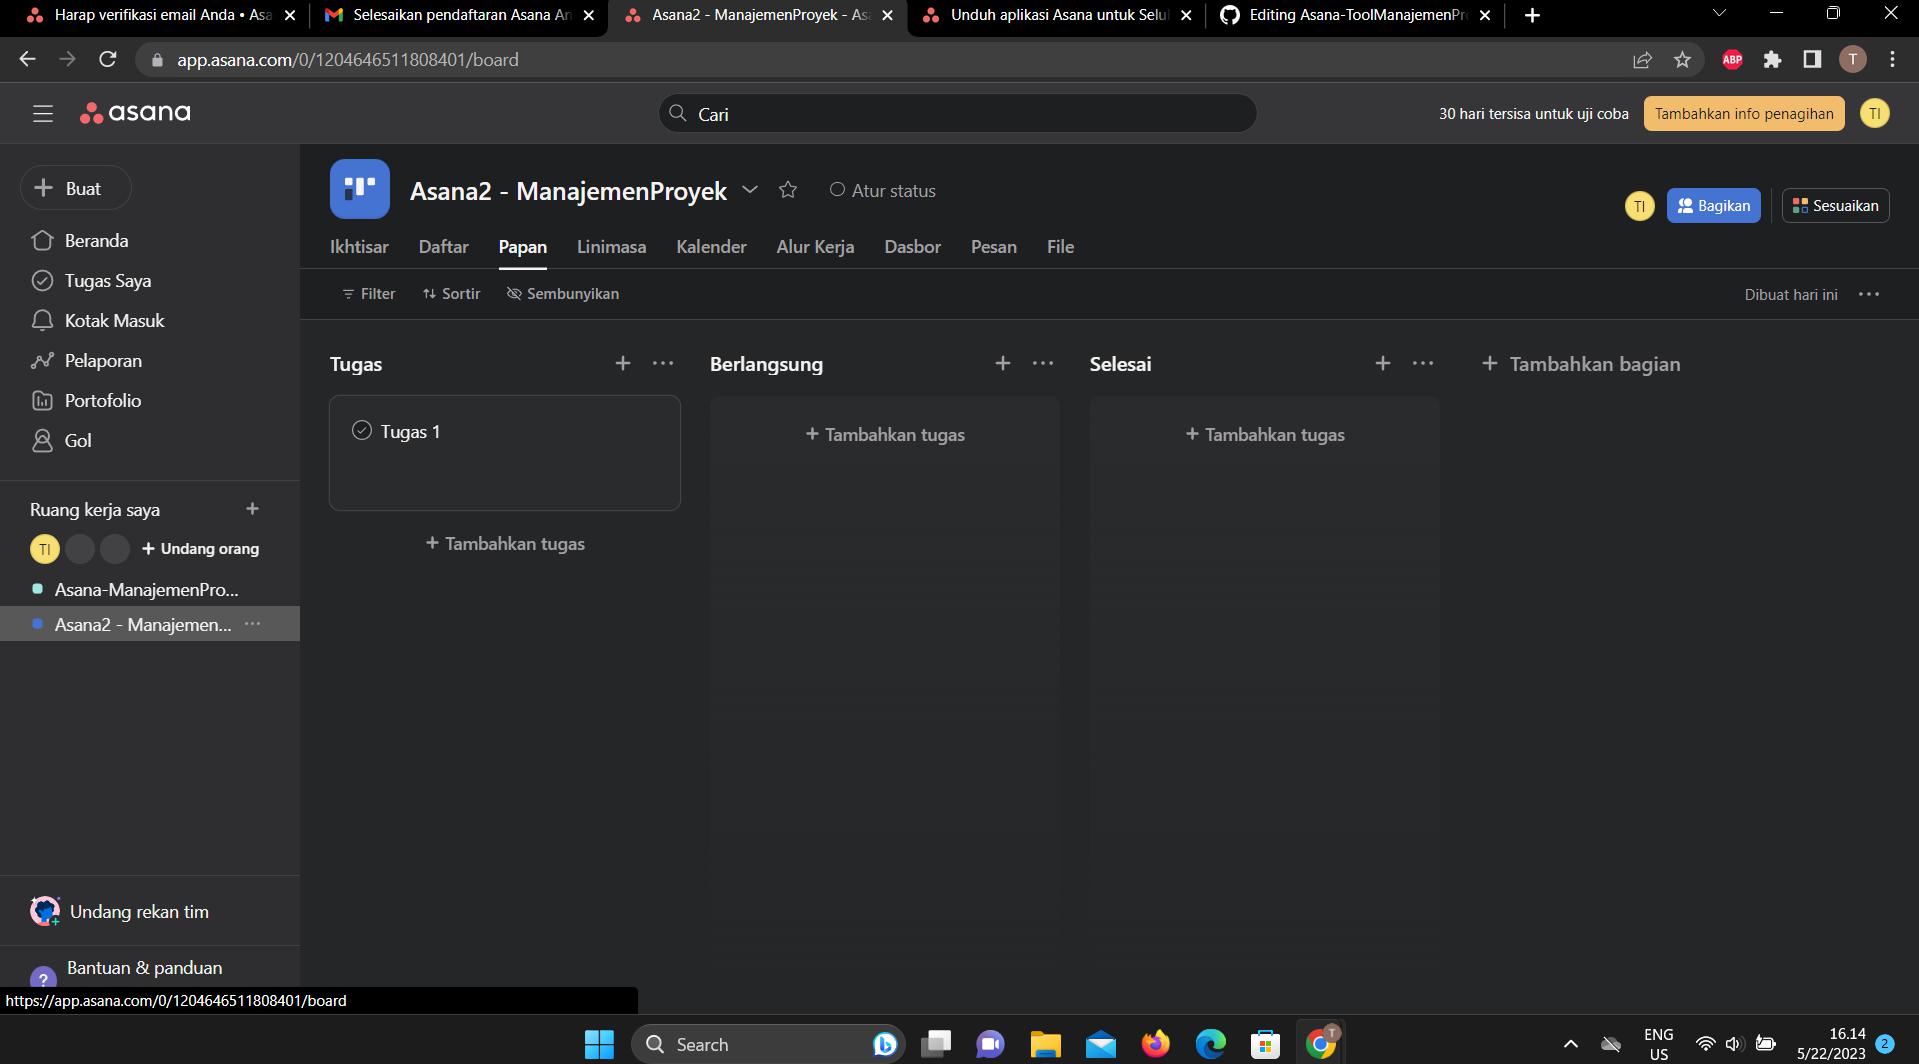 Harap verifikasi email Anda • Asa
Selesaikan pendaftaran Asana An
Asana2 - ManajemenProyek - Asa
Unduh aplikasi Asana untuk Selu
Editing Asana-ToolManajemenPr
app.asana.com/0/1204646511808401/board
ABP
T
asana
Cari
30 hari tersisa untuk uji coba
Tambahkan info penagihan
TI
Buat
Beranda
Tugas Saya
Kotak Masuk
Pelaporan
Portofolio
Gol
Ruang kerja saya
TI
Undang orang
Asana-ManajemenPro...
Asana2 - Manajemen...
Undang rekan tim
? Bantuan & panduan
https://app.asana.com/0/1204646511808401/board
Asana2 - ManajemenProyek
Atur status
TI
Bagikan
Sesuaikan
Ikhtisar Daftar Papan Linimasa Kalender Alur Kerja Dasbor Pesan File
Filter Sortir Sembunyikan
Dibuat hari ini
Tugas
Tugas 1
+ Tambahkan tugas
Berlangsung
+ Tambahkan tugas
Selesai
+ Tambahkan tugas
+ Tambahkan bagian
Search
T
ENG
US
16.14
5/22/2023
2